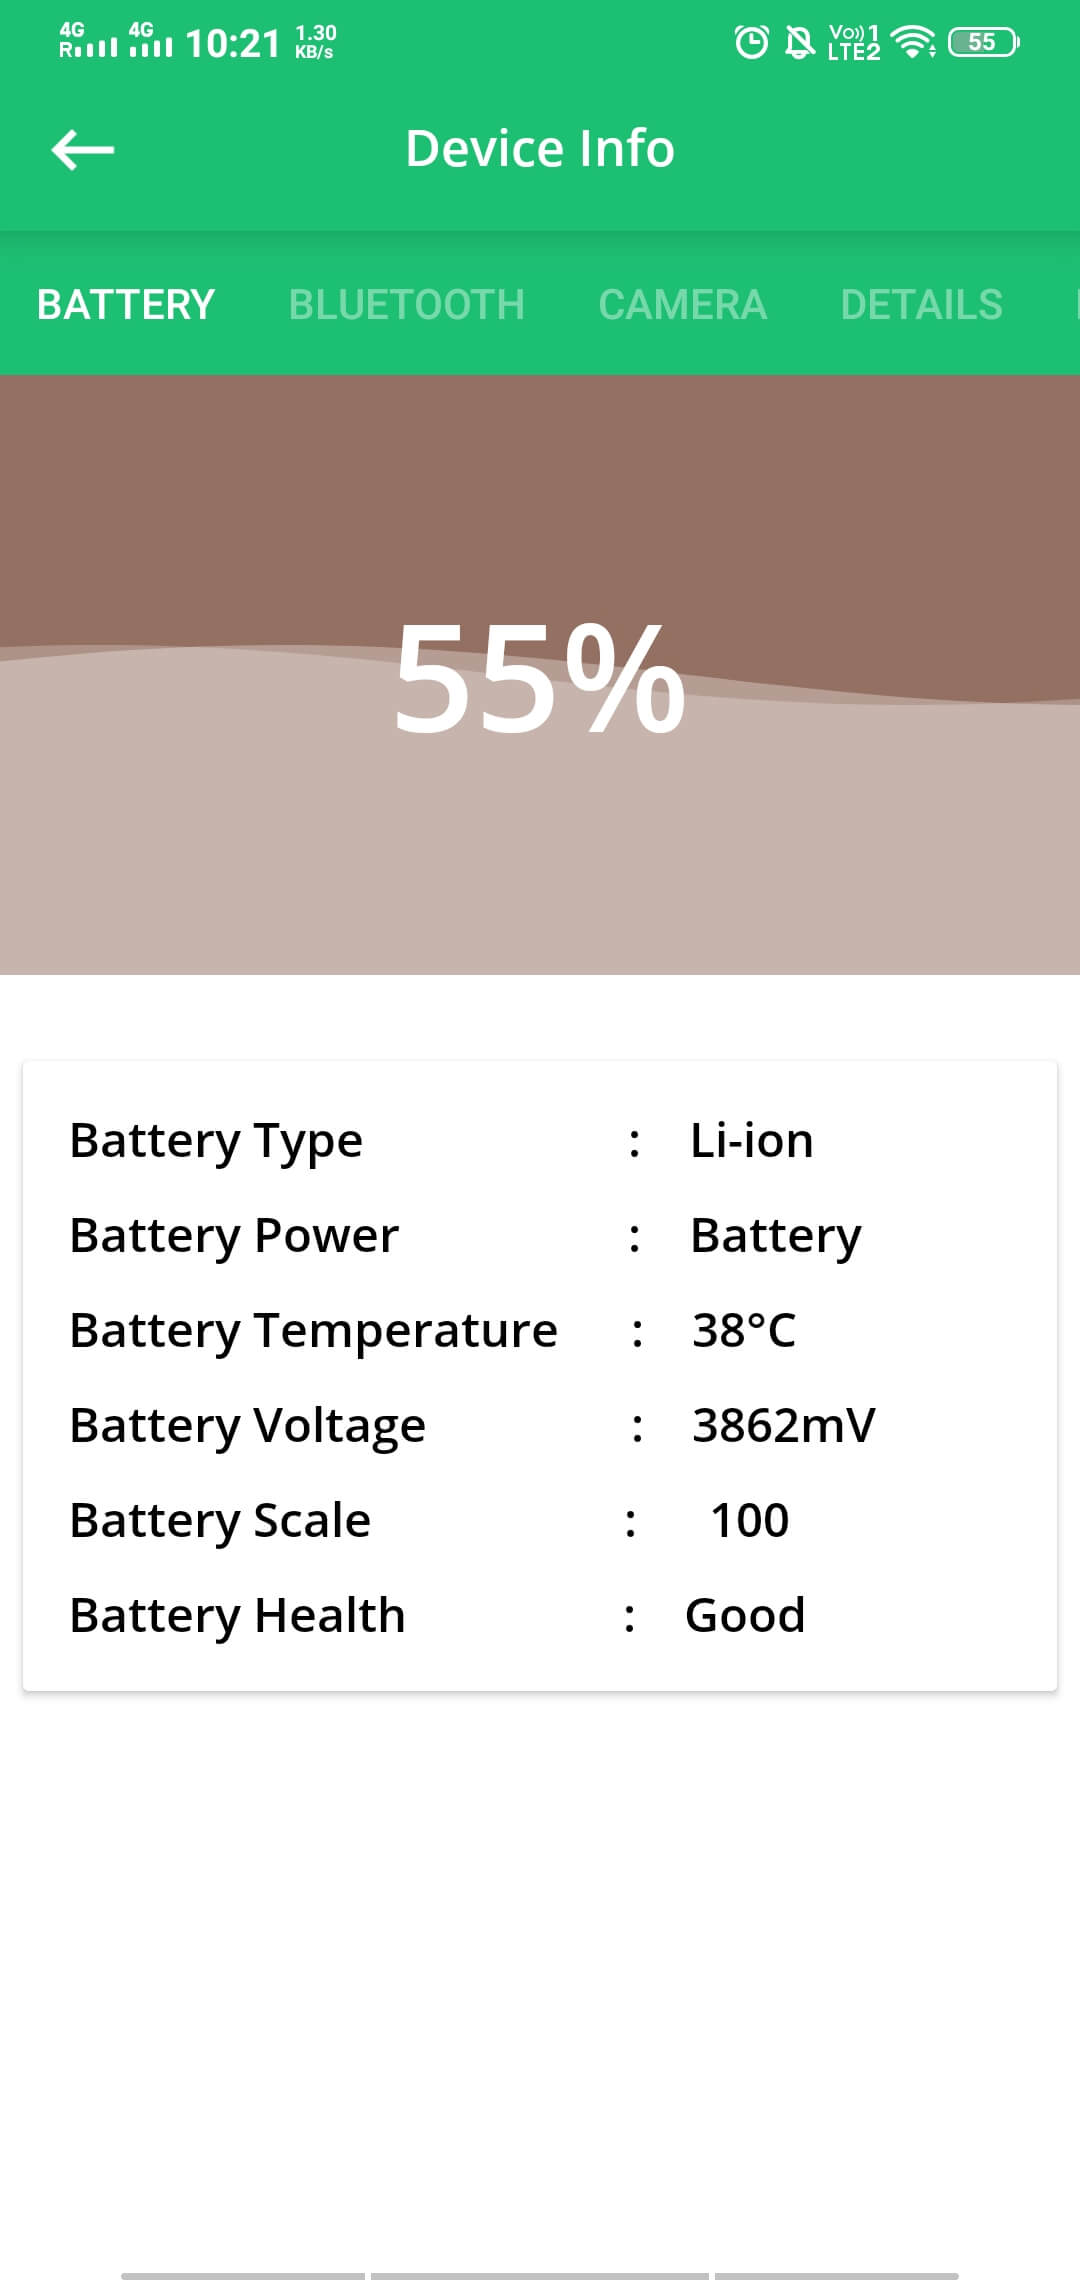 4G 4G 10:21 1.30 KB/s Vo)) 1 LTE2 55
R
Device Info
BATTERY BLUETOOTH CAMERA DETAILS
55%
Battery Type : Li-ion
Battery Power : Battery
Battery Temperature : 38°C
Battery Voltage : 3862mV
Battery Scale : 100
Battery Health : Good